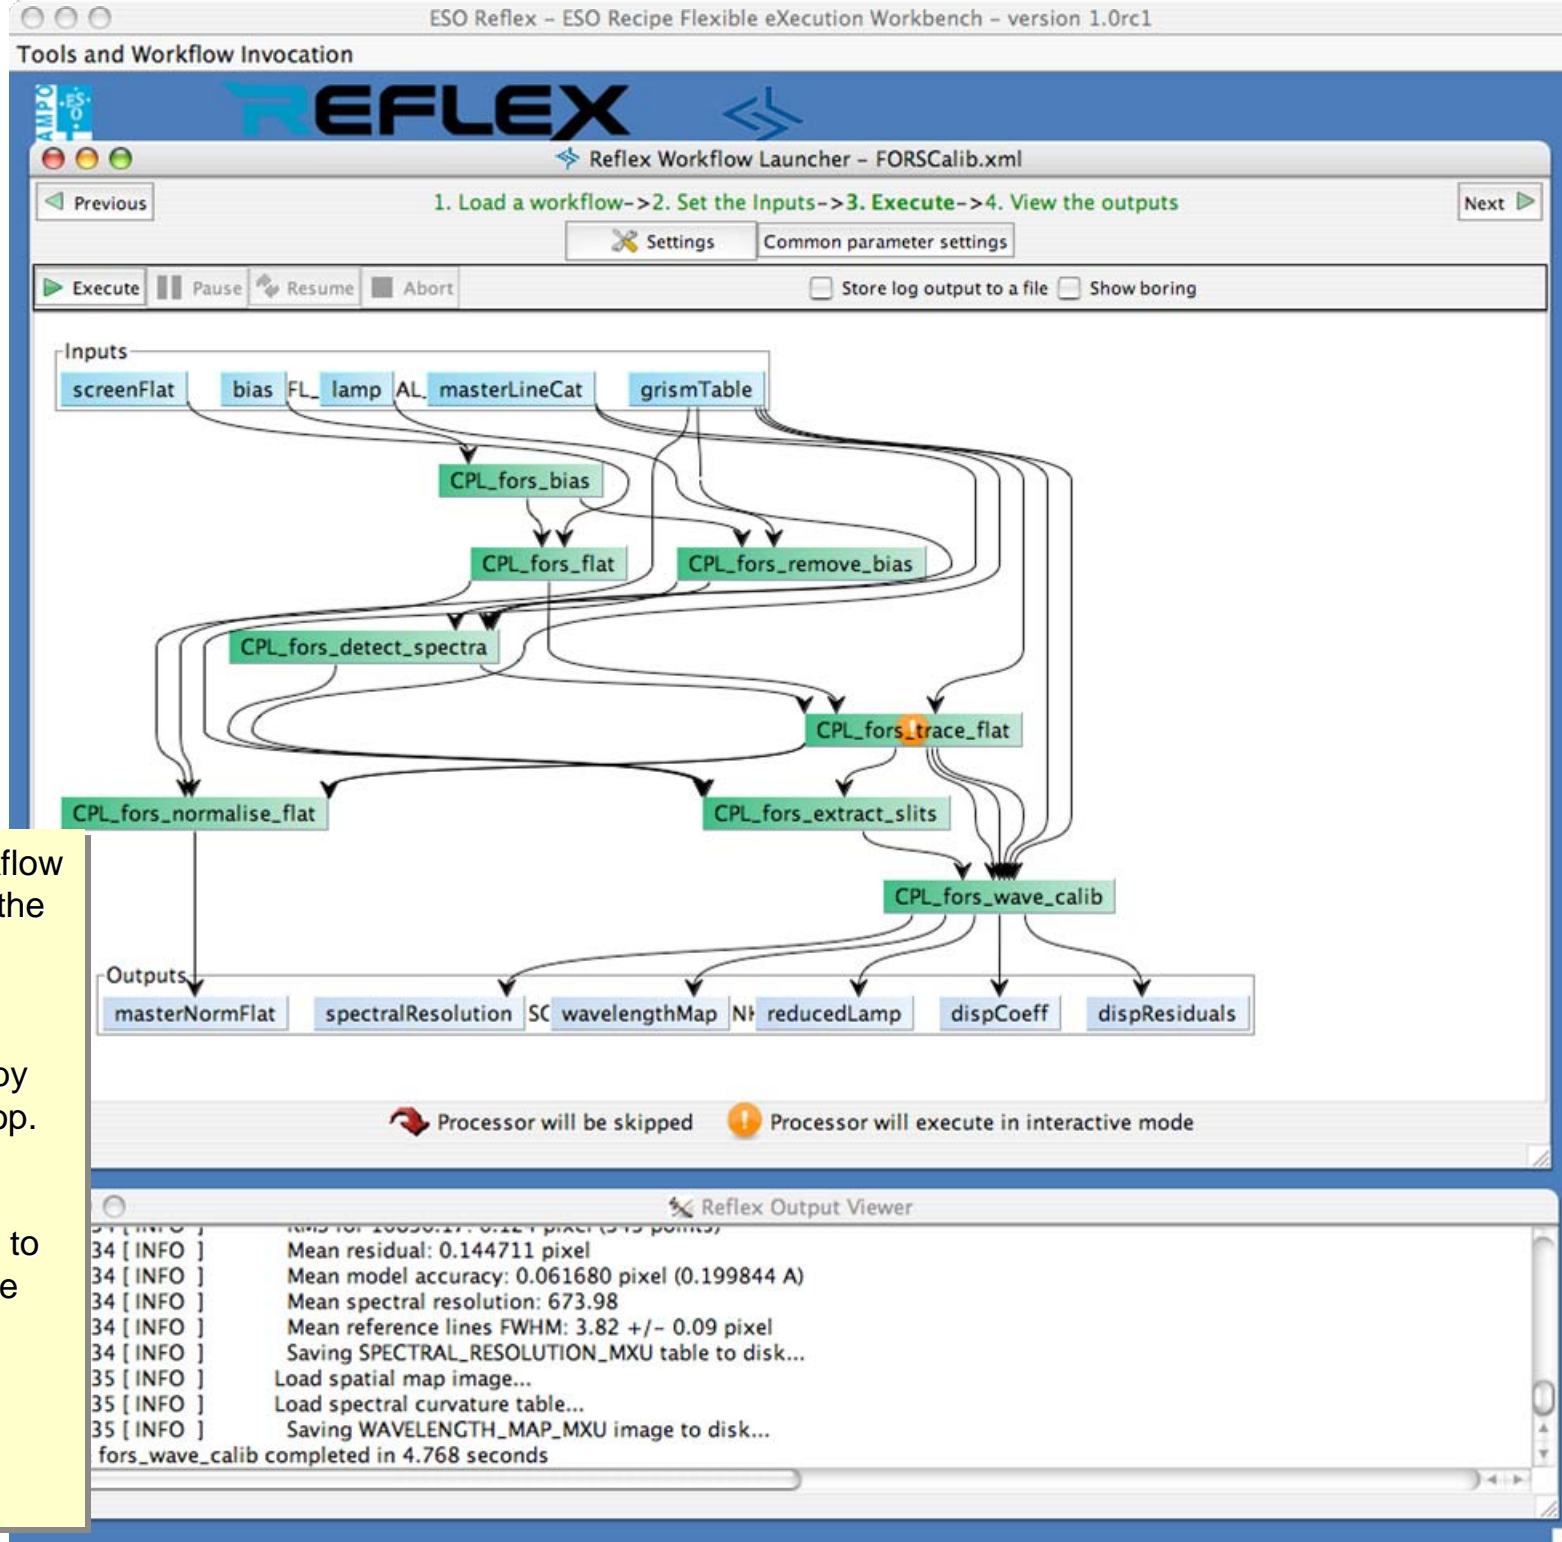 ESO Reflex – ESO Recipe Flexible eXecution Workbench – version 1.0rc1
Tools and Workflow Invocation
AMPO
ES
O
REFLEX
Reflex Workflow Launcher – FORSCalib.xml
Previous
1. Load a workflow->2. Set the Inputs->3. Execute->4. View the outputs
Next
Settings
Common parameter settings
Execute
Pause
Resume
Abort
Store log output to a file
Show boring
Inputs
screenFlat
bias
FL_
lamp
AL_
masterLineCat
grismTable
CPL_fors_bias
CPL_fors_flat
CPL_fors_remove_bias
CPL_fors_detect_spectra
CPL_fors_trace_flat
CPL_fors_normalise_flat
CPL_fors_extract_slits
CPL_fors_wave_calib
Outputs
masterNormFlat
spectralResolution
SC
wavelengthMap
reducedLamp
dispCoeff
dispResiduals
Processor will be skipped
Processor will execute in interactive mode
flow
the
by
op.
to
e
Reflex Output Viewer
34 [ INFO ] Mean residual: 0.144711 pixel
34 [ INFO ] Mean model accuracy: 0.061680 pixel (0.199844 A)
34 [ INFO ] Mean spectral resolution: 673.98
34 [ INFO ] Mean reference lines FWHM: 3.82 +/- 0.09 pixel
34 [ INFO ] Saving SPECTRAL_RESOLUTION_MXU table to disk...
35 [ INFO ] Load spatial map image...
35 [ INFO ] Load spectral curvature table...
35 [ INFO ] Saving WAVELENGTH_MAP_MXU image to disk...
fors_wave_calib completed in 4.768 seconds